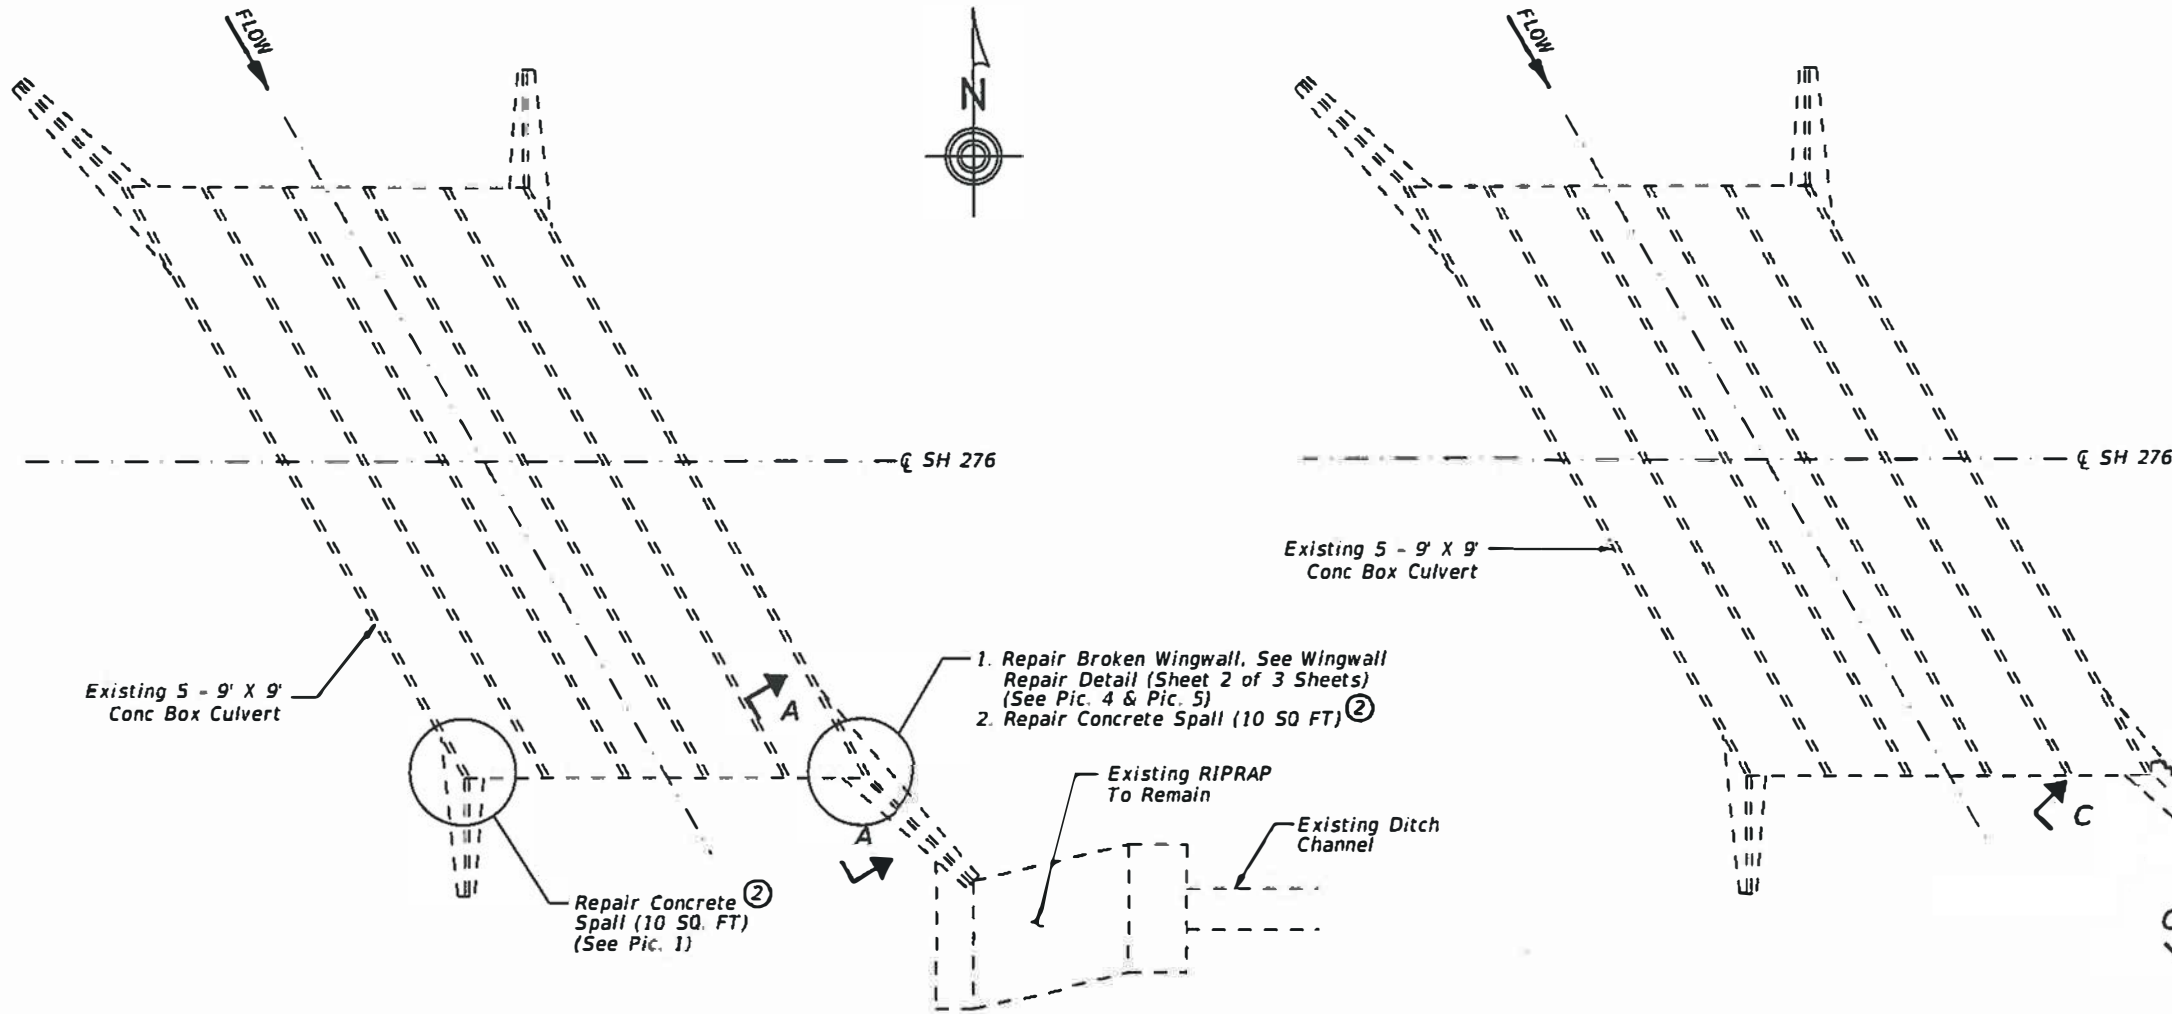 FLOW
N
FLOW
℄ SH 276
℄ SH 276
Existing 5 - 9' X 9'
Conc Box Culvert
Existing 5 - 9' X 9'
Conc Box Culvert
1. Repair Broken Wingwall, See Wingwall
Repair Detail (Sheet 2 of 3 Sheets)
(See Pic. 4 & Pic. 5)
2. Repair Concrete Spall (10 SQ FT) ②
A
A
Existing RIPRAP
To Remain
Existing Ditch
Channel
C
Repair Concrete ②
Spall (10 SQ. FT)
(See Pic. 1)